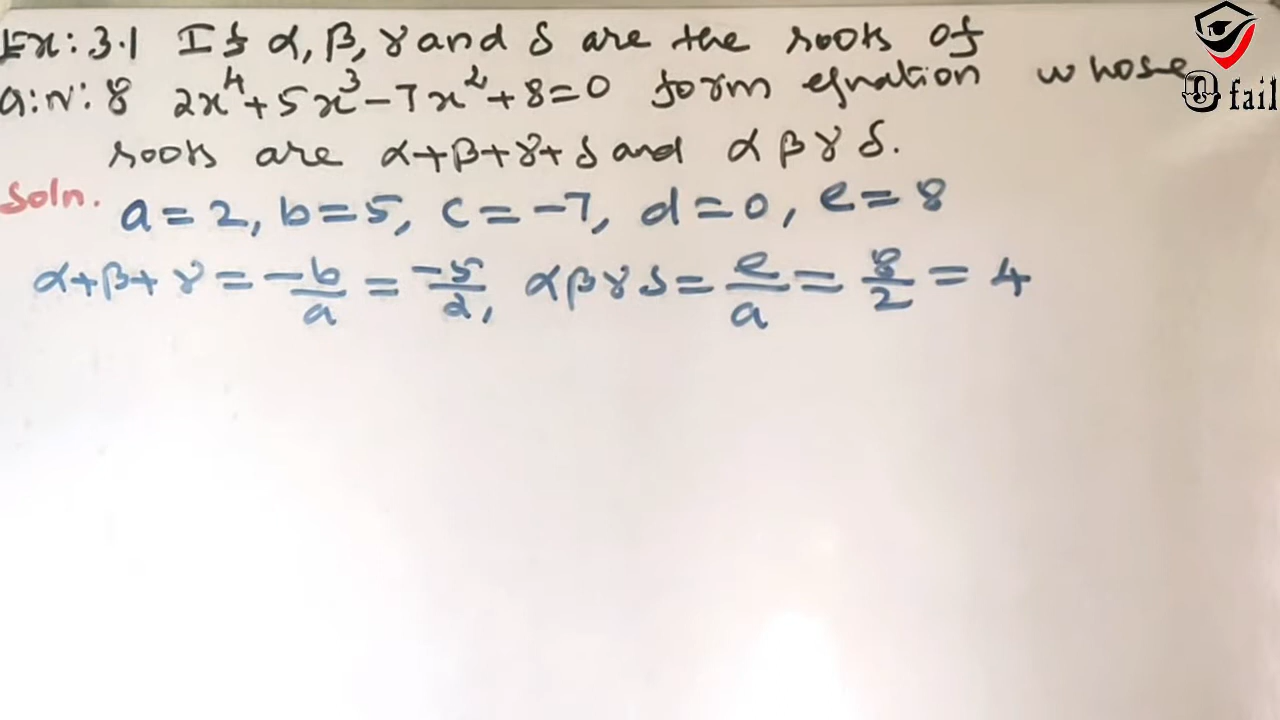 Ex: 3.1 If α, β, γ and δ are the roots of
Q:N: 8 2x⁴+5x³-7x²+8=0 form equation whose
roots are α+β+γ+δ and αβγδ.
Soln. a=2, b=5, c=-7, d=0, e=8
α+β+γ = -b/a = -5/2, αβγδ = e/a = 8/2 = 4
0 fail